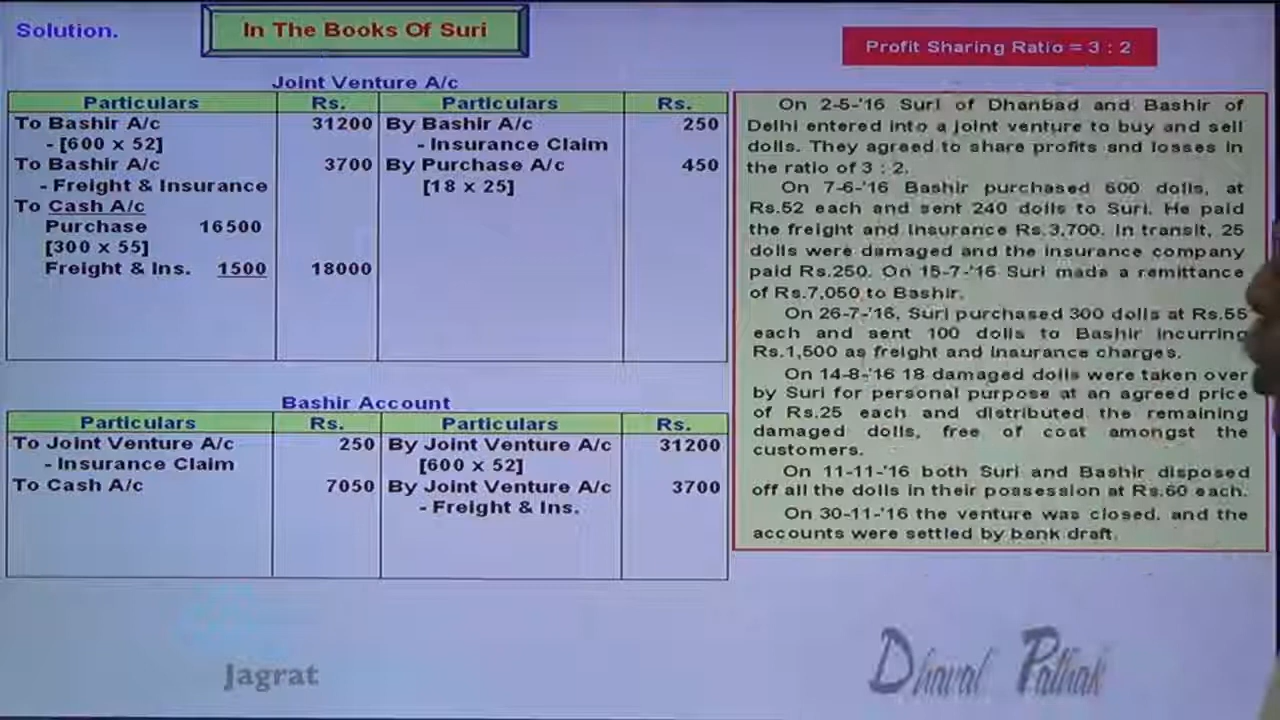 Solution.
In The Books Of Suri
Profit Sharing Ratio = 3 : 2
Joint Venture A/c
Particulars Rs. Particulars Rs.
To Bashir A/c 31200 By Bashir A/c 250
- [600 x 52] - Insurance Claim
To Bashir A/c 3700 By Purchase A/c 450
- Freight & Insurance [18 x 25]
To Cash A/c
Purchase 16500
[300 x 55]
Freight & Ins. 1500 18000
Bashir Account
Particulars Rs. Particulars Rs.
To Joint Venture A/c 250 By Joint Venture A/c 31200
- Insurance Claim [600 x 52]
To Cash A/c 7050 By Joint Venture A/c 3700
- Freight & Ins.
On 2-5-'16 Suri of Dhanbad and Bashir of
Delhi entered into a joint venture to buy and sell
dolls. They agreed to share profits and losses in
the ratio of 3 : 2.
On 7-6-'16 Bashir purchased 600 dolls, at
Rs.52 each and sent 240 dolls to Suri. He paid
the freight and insurance Rs.3,700. In transit, 25
dolls were damaged and the insurance company
paid Rs.250. On 15-7-'16 Suri made a remittance
of Rs.7,050 to Bashir.
On 26-7-'16, Suri purchased 300 dolls at Rs.55
each and sent 100 dolls to Bashir incurring
Rs.1,500 as freight and insurance charges.
On 14-8-'16 18 damaged dolls were taken over
by Suri for personal purpose at an agreed price
of Rs.25 each and distributed the remaining
damaged dolls, free of cost amongst the
customers.
On 11-11-'16 both Suri and Bashir disposed
off all the dolls in their possession at Rs.60 each.
On 30-11-'16 the venture was closed, and the
accounts were settled by bank draft.
Jagrat
Dhaval Pathak